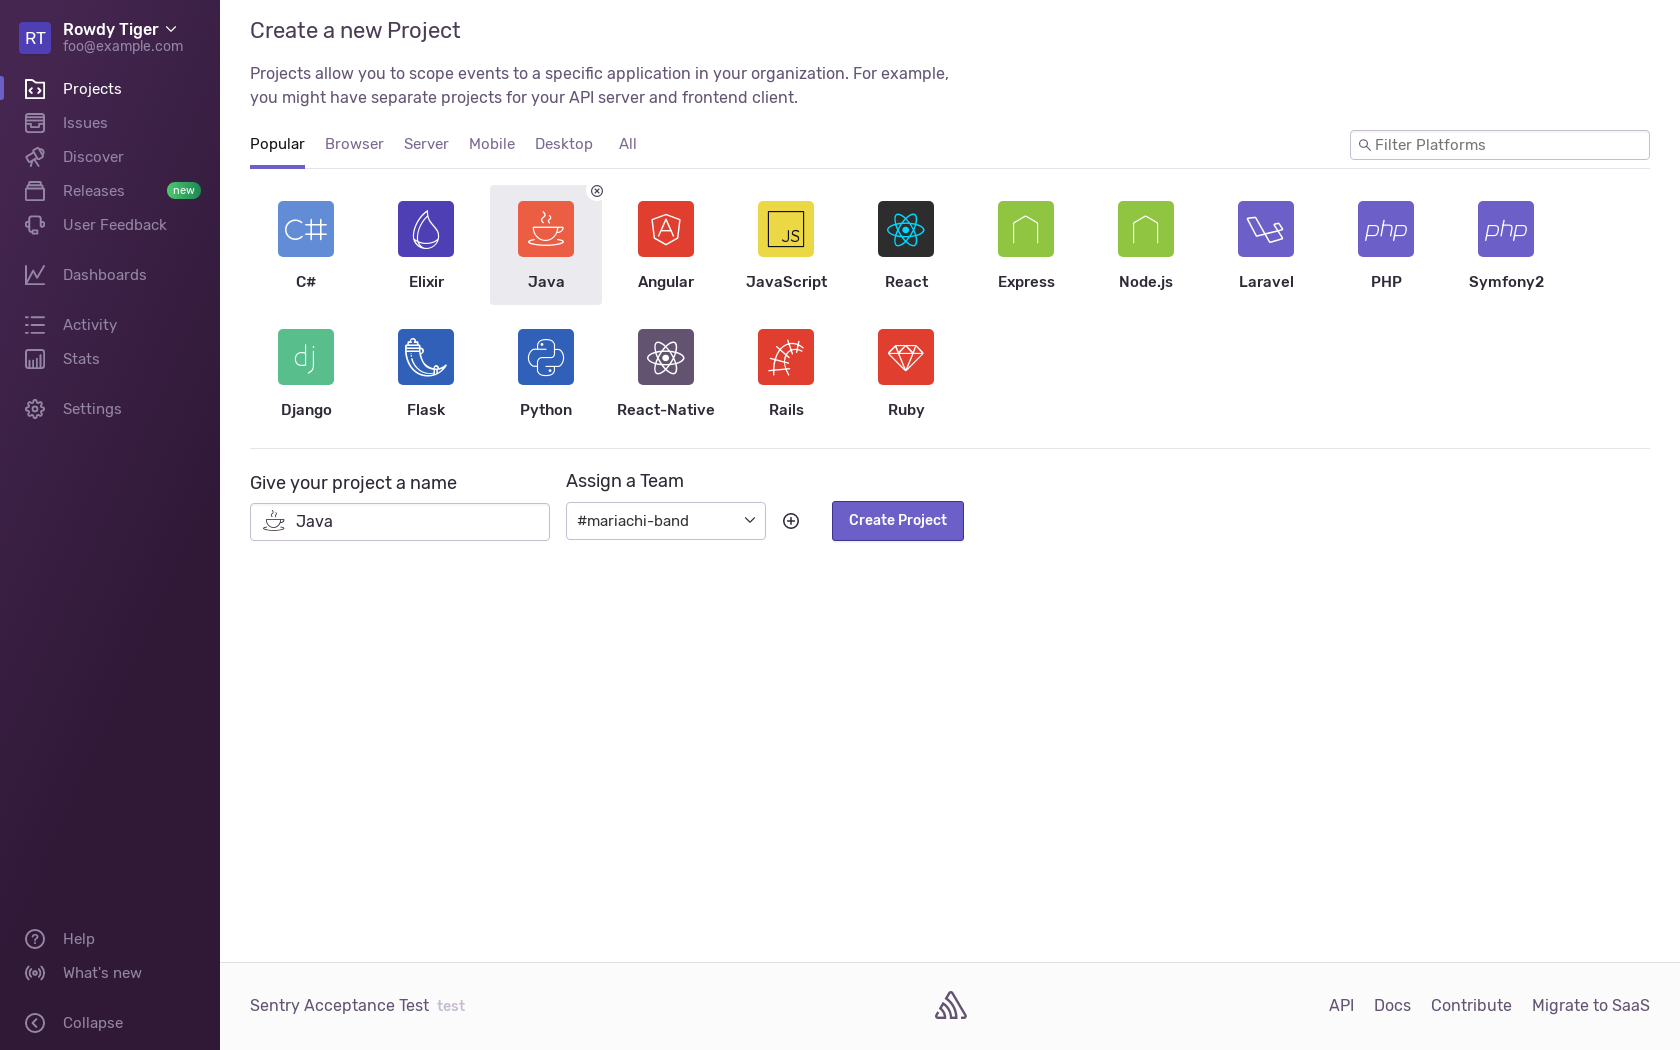 RT
Rowdy Tiger
foo@example.com
Projects
Issues
Discover
Releases new
User Feedback
Dashboards
Activity
Stats
Settings
Help
What's new
Collapse
Create a new Project
Projects allow you to scope events to a specific application in your organization. For example,
you might have separate projects for your API server and frontend client.
Popular Browser Server Mobile Desktop All Filter Platforms
C# JS php php
C# Elixir Java Angular JavaScript React Express Node.js Laravel PHP Symfony2
dj
Django Flask Python React-Native Rails Ruby
Give your project a name Assign a Team
Java #mariachi-band Create Project
Sentry Acceptance Test test API Docs Contribute Migrate to SaaS